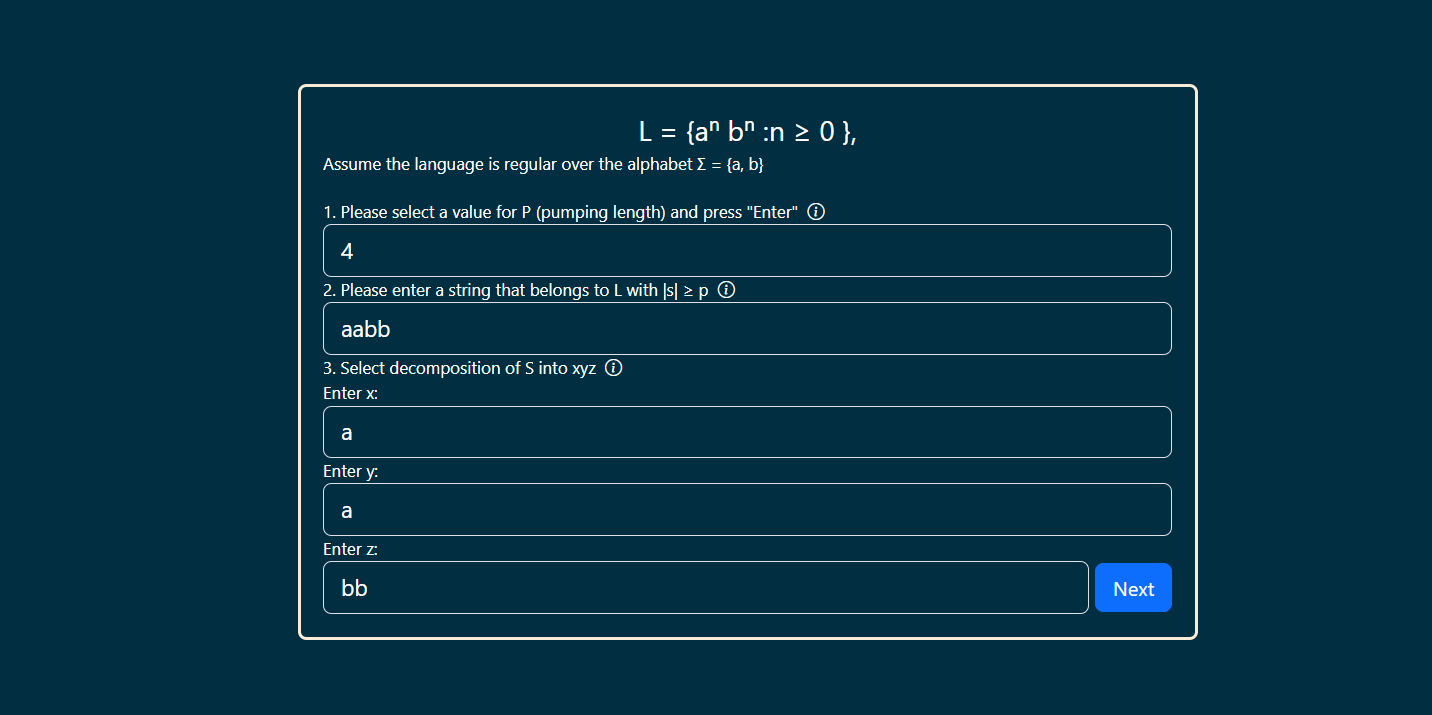 L = {aⁿ bⁿ :n ≥ 0 },
Assume the language is regular over the alphabet Σ = {a, b}
1. Please select a value for P (pumping length) and press "Enter"
4
2. Please enter a string that belongs to L with |s| ≥ p
aabb
3. Select decomposition of S into xyz
Enter x:
a
Enter y:
a
Enter z:
bb
Next